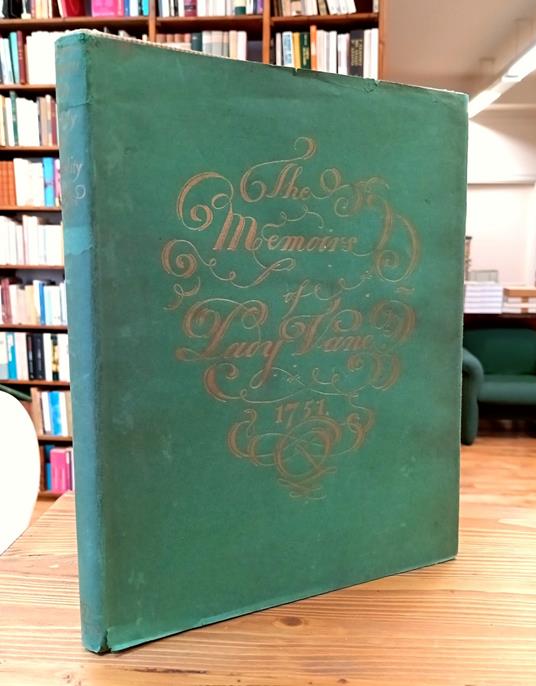 The
Memoirs
of
Lady Vane
1751.